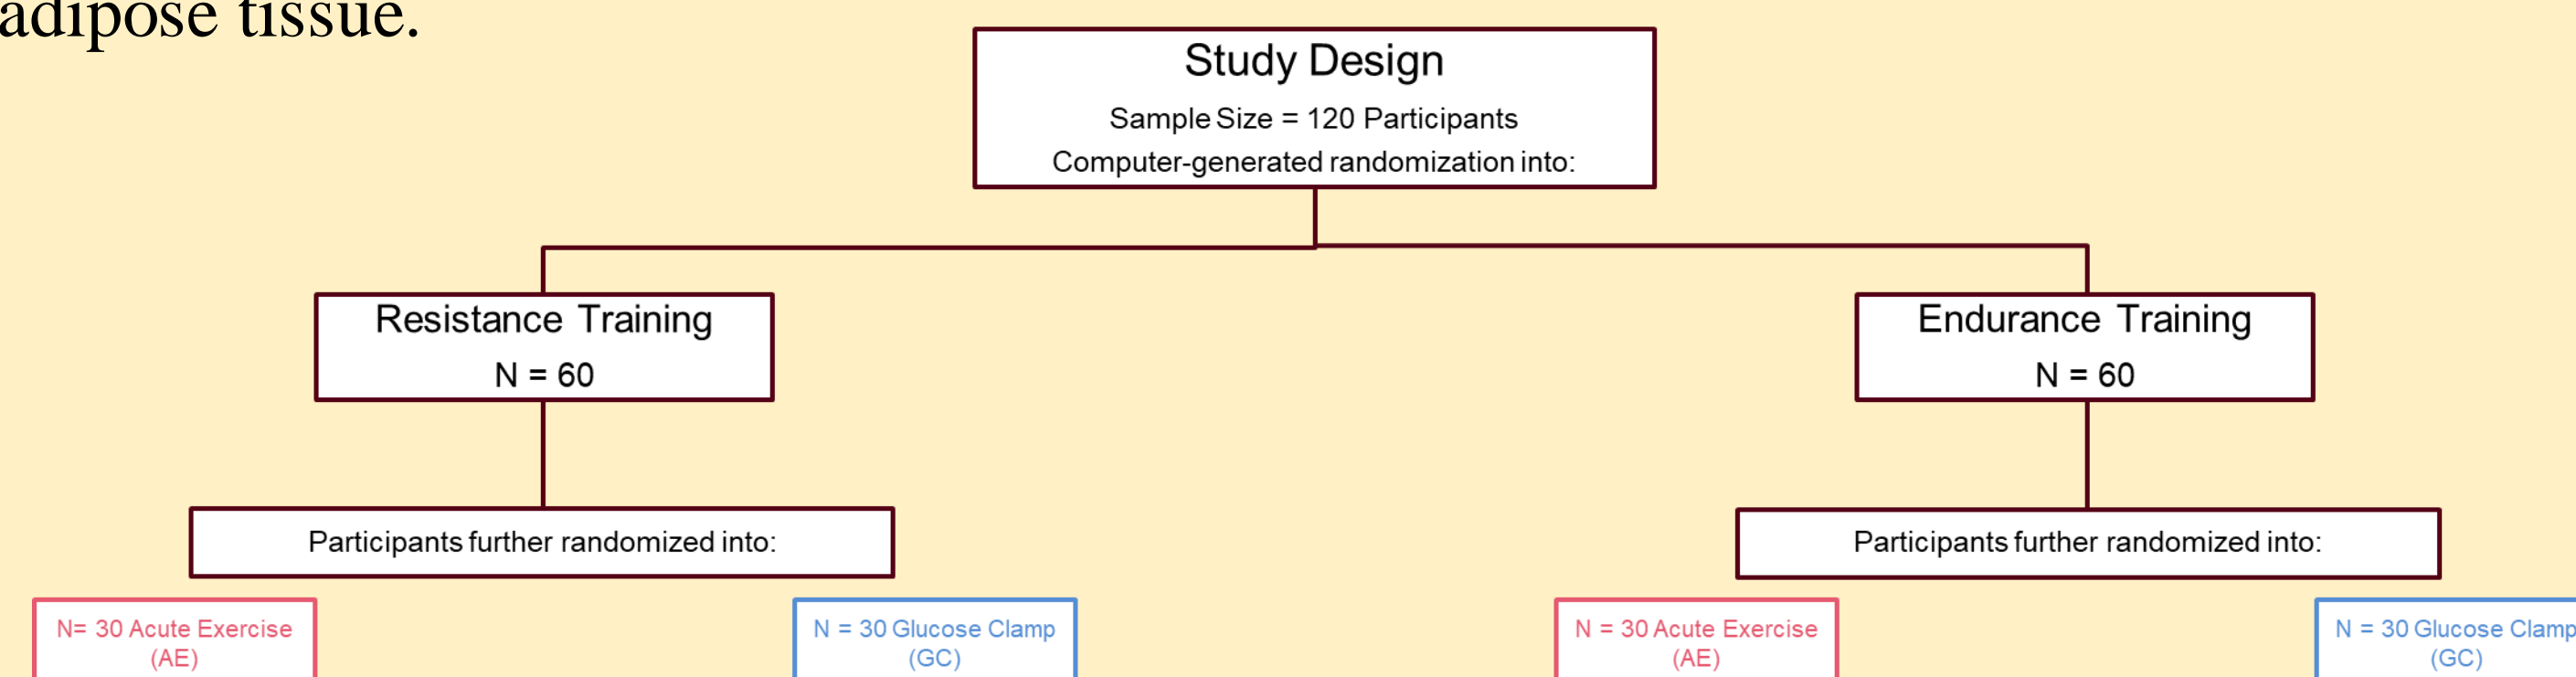 adipose tissue.
Study Design
Sample Size = 120 Participants
Computer-generated randomization into:
Resistance Training
N = 60
Endurance Training
N = 60
Participants further randomized into:
Participants further randomized into:
N= 30 Acute Exercise
(AE)
N = 30 Glucose Clamp
(GC)
N = 30 Acute Exercise
(AE)
N = 30 Glucose Clamp
(GC)